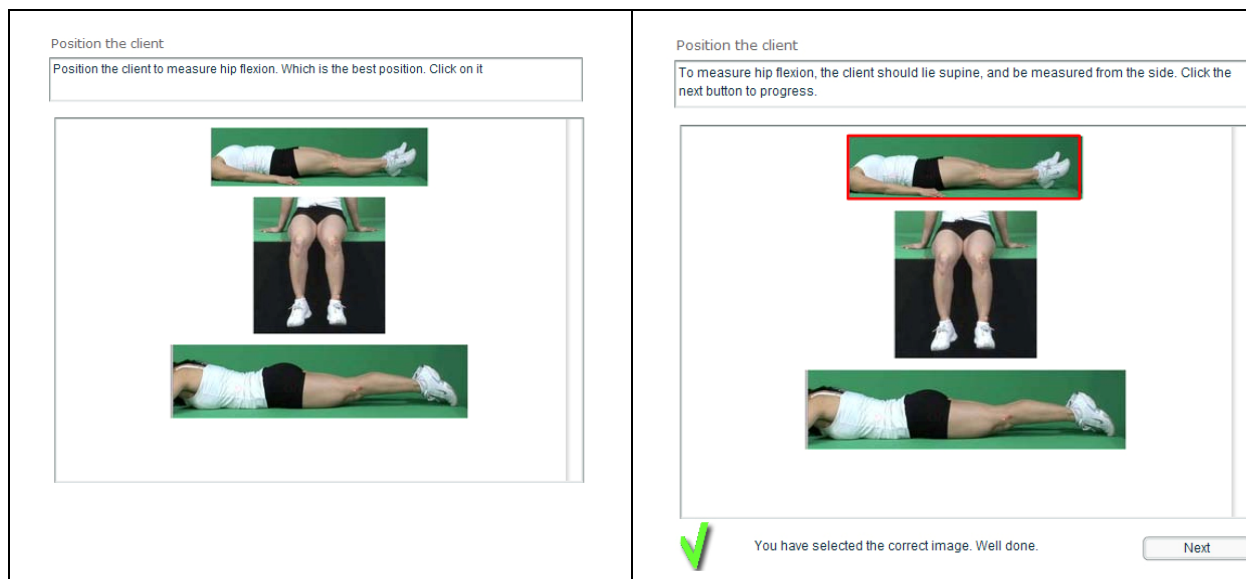 Position the client
Position the client to measure hip flexion. Which is the best position. Click on it
Position the client
To measure hip flexion, the client should lie supine, and be measured from the side. Click the
next button to progress.
You have selected the correct image. Well done.
Next